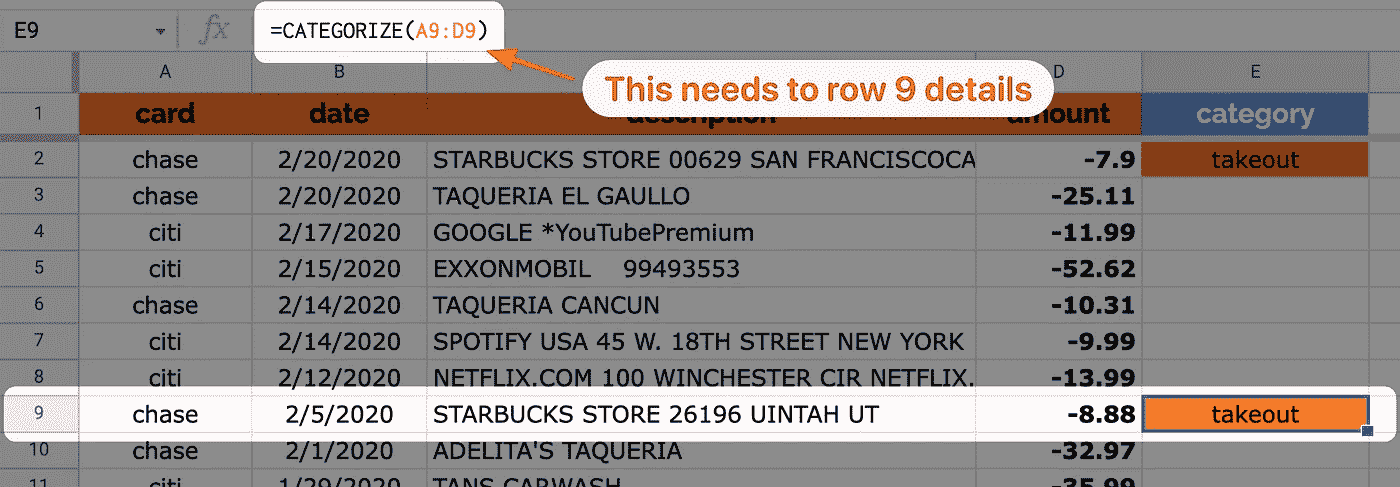 E9 fx =CATEGORIZE(A9:D9)
This needs to row 9 details
A B D E
1 card date description amount category
2 chase 2/20/2020 STARBUCKS STORE 00629 SAN FRANCISCOCA -7.9 takeout
3 chase 2/20/2020 TAQUERIA EL GAULLO -25.11
4 citi 2/17/2020 GOOGLE *YouTubePremium -11.99
5 citi 2/15/2020 EXXONMOBIL 99493553 -52.62
6 chase 2/14/2020 TAQUERIA CANCUN -10.31
7 citi 2/14/2020 SPOTIFY USA 45 W. 18TH STREET NEW YORK -9.99
8 citi 2/12/2020 NETFLIX.COM 100 WINCHESTER CIR NETFLIX. -13.99
9 chase 2/5/2020 STARBUCKS STORE 26196 UINTAH UT -8.88 takeout
10 chase 2/1/2020 ADELITA'S TAQUERIA -32.97
11 citi 1/29/2020 TANS CARWASH -35.99